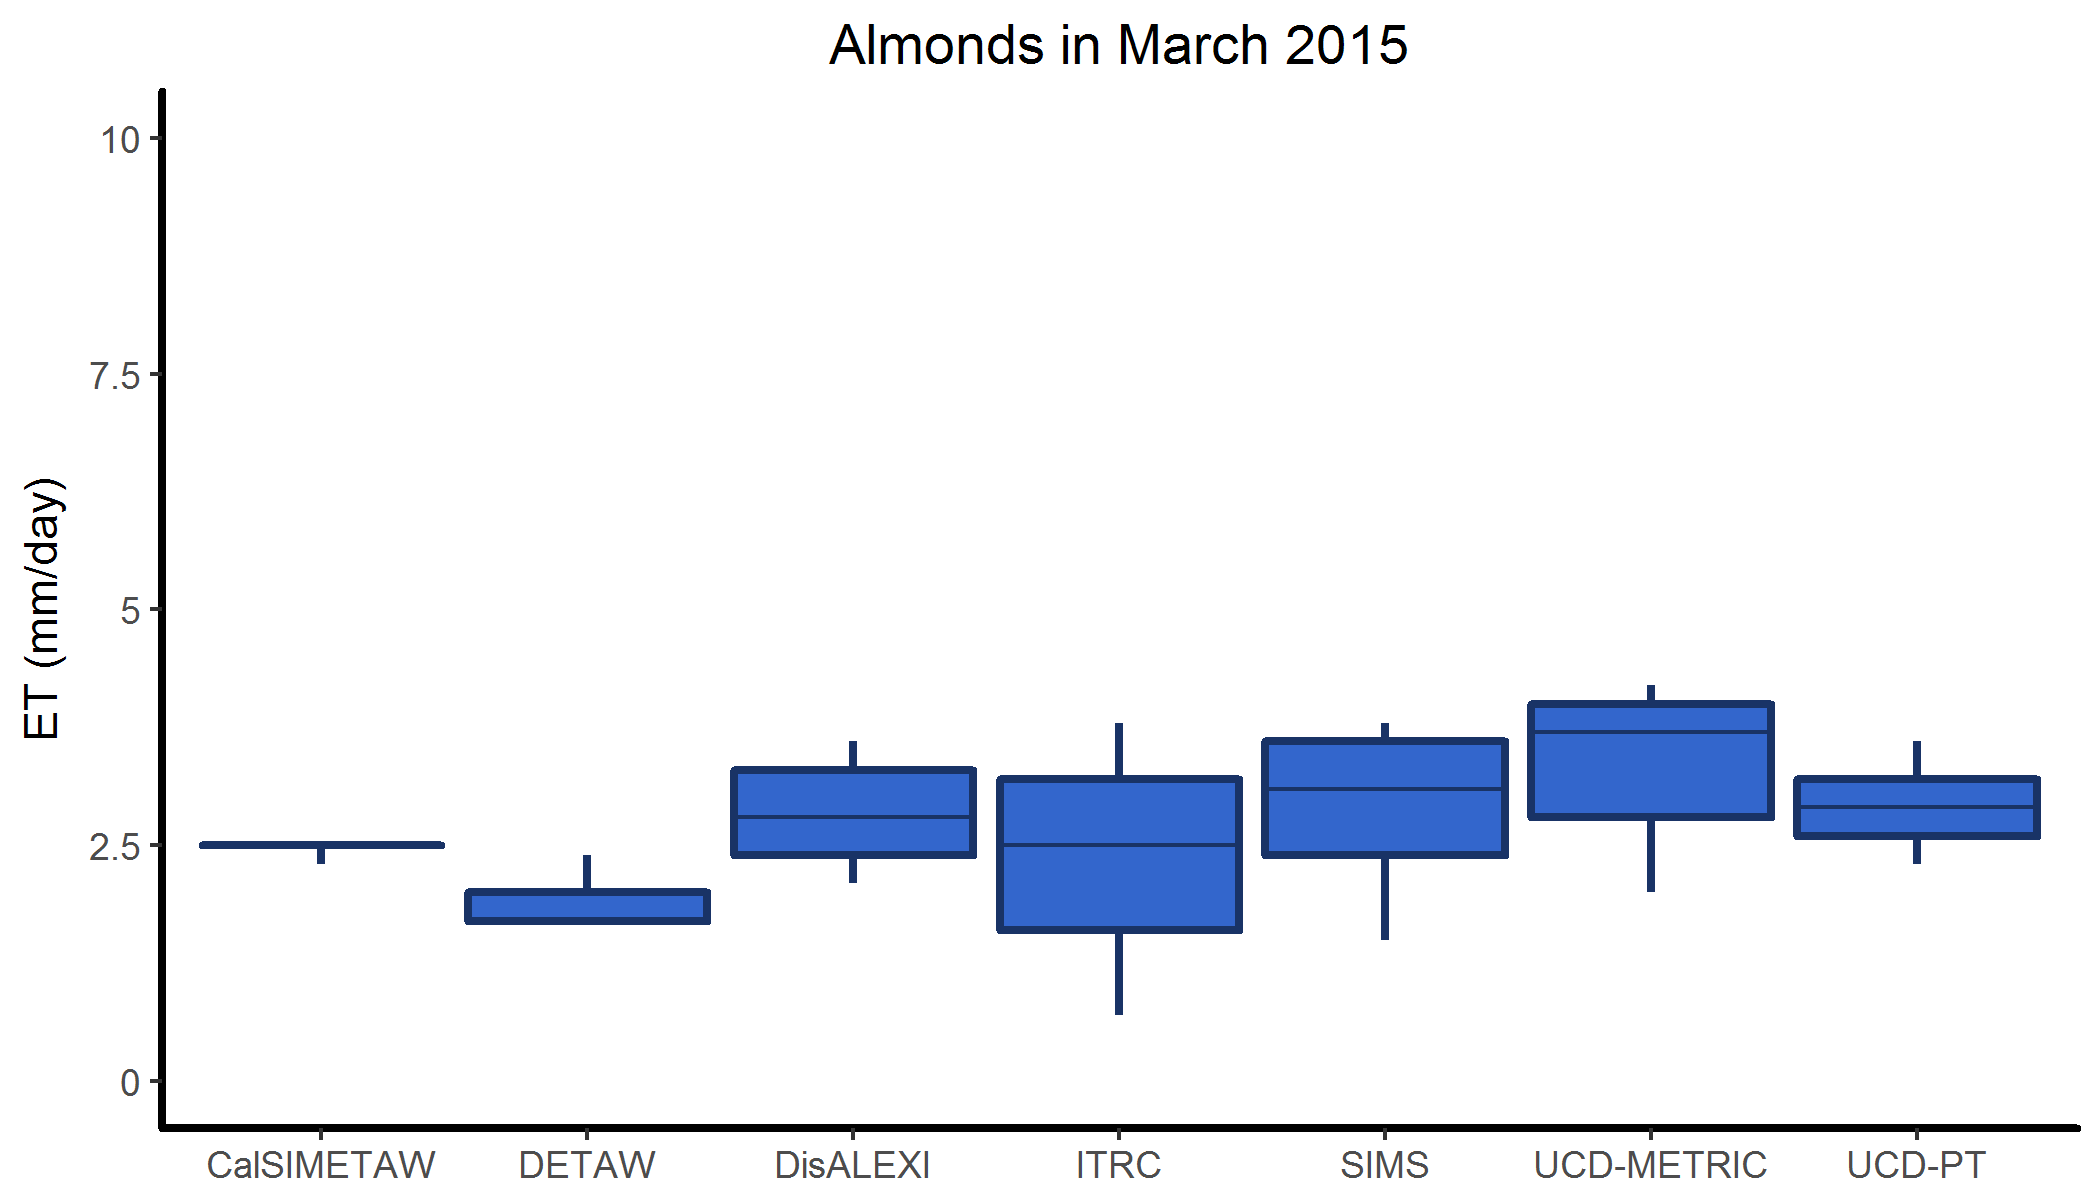 Almonds in March 2015
ET (mm/day)
10
7.5
5
2.5
0
CalSIMETAW DETAW DisALEXI ITRC SIMS UCD-METRIC UCD-PT